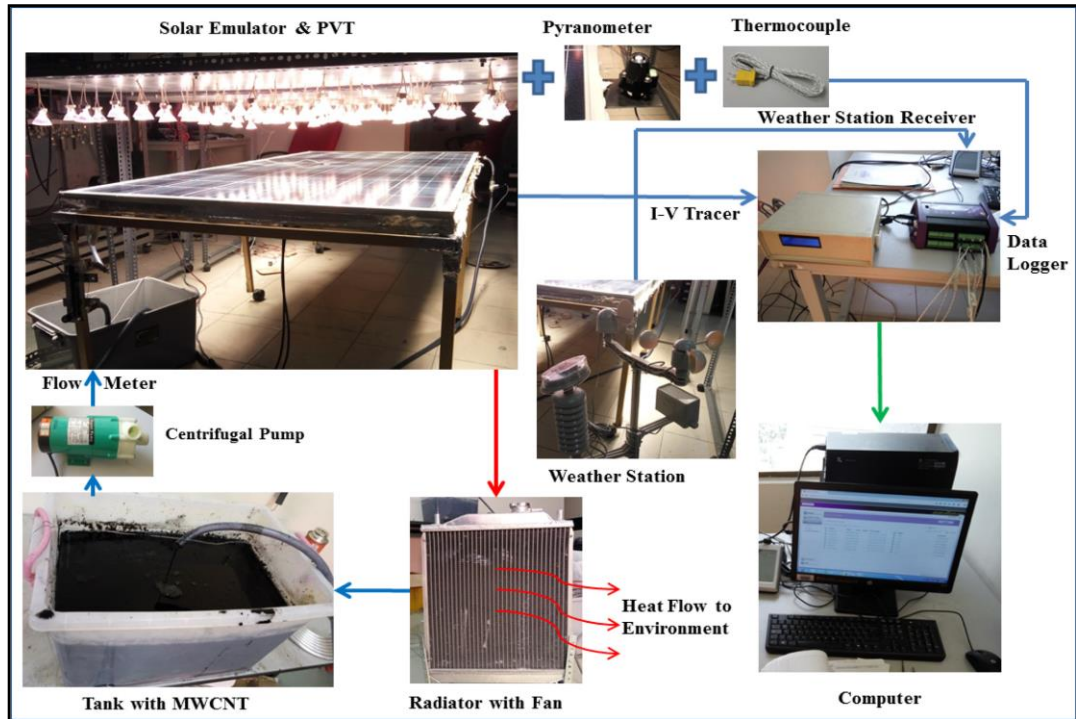 Solar Emulator & PVT
Pyranometer
Thermocouple
Weather Station Receiver
I-V Tracer
Data
Logger
Flow Meter
Centrifugal Pump
Weather Station
Heat Flow to
Environment
Tank with MWCNT
Radiator with Fan
Computer